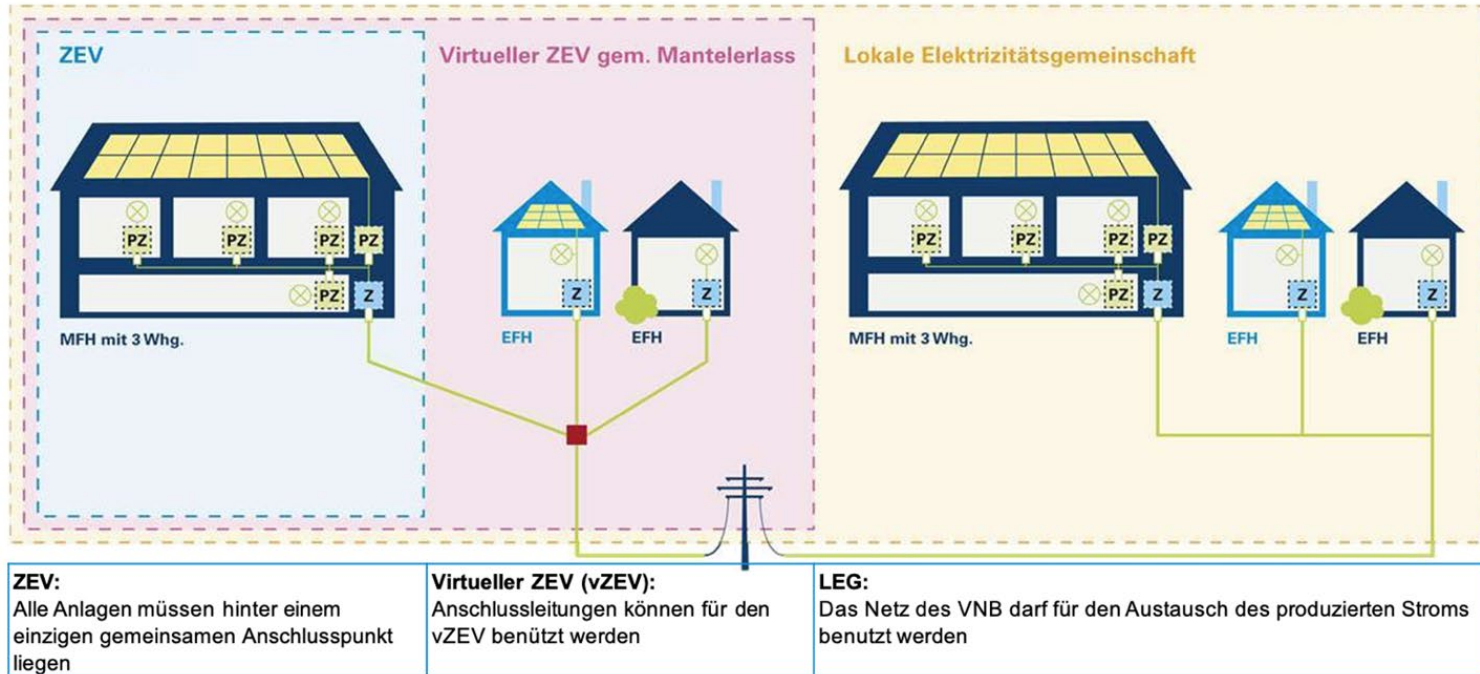 ZEV
Virtueller ZEV gem. Mantelerlass
Lokale Elektrizitätsgemeinschaft
PZ PZ PZ PZ
PZ Z
Z
Z
MFH mit 3 Whg.
EFH
EFH
PZ PZ PZ PZ
PZ Z
Z
Z
MFH mit 3 Whg.
EFH
EFH
ZEV:
Alle Anlagen müssen hinter einem
einzigen gemeinsamen Anschlusspunkt
liegen
Virtueller ZEV (vZEV):
Anschlussleitungen können für den
vZEV benützt werden
LEG:
Das Netz des VNB darf für den Austausch des produzierten Stroms
benutzt werden